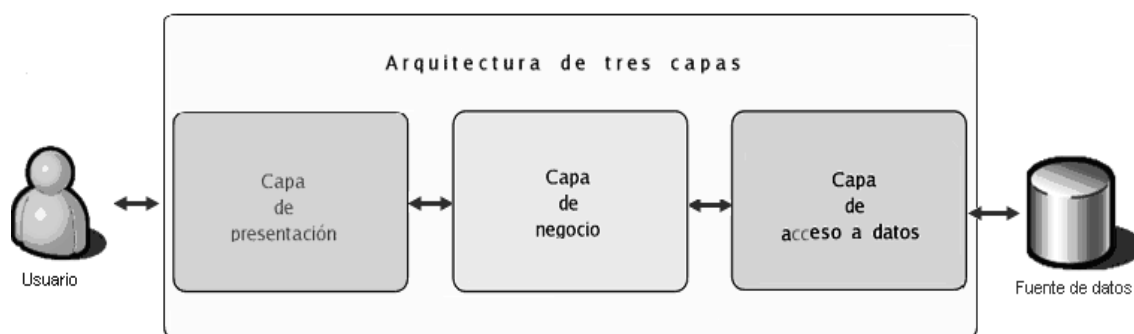 Arquitectura de tres capas
Usuario
Capa
de
presentación
Capa
de
negocio
Capa
de
acceso a datos
Fuente de datos